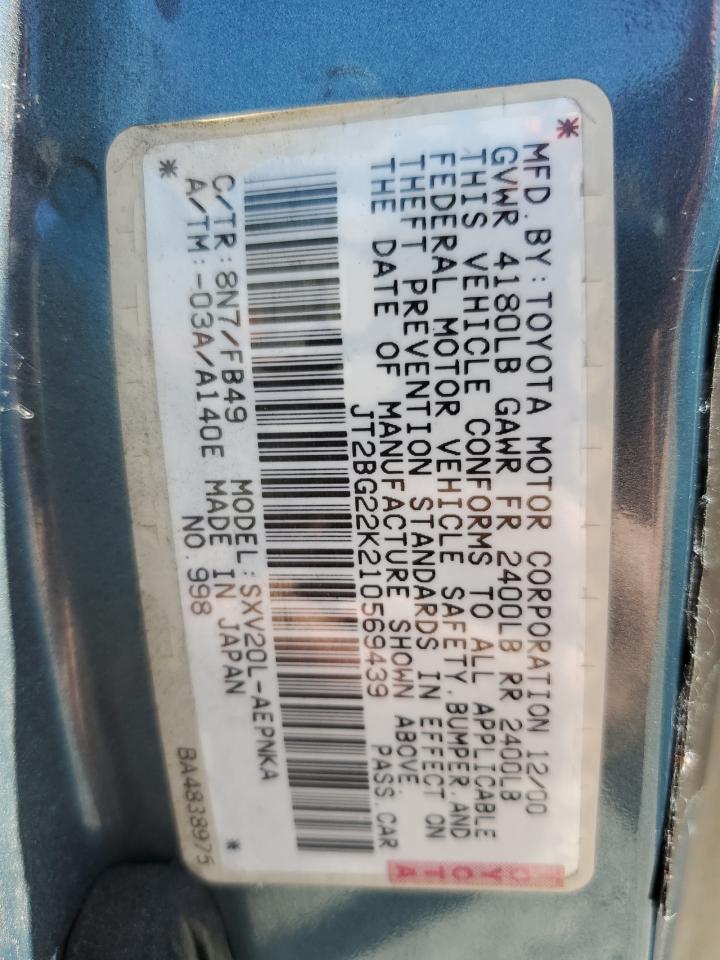 * MFD. BY: TOYOTA MOTOR CORPORATION 12/00
GVWR 4180LB GAWR FR 2400LB RR 2400LB
THIS VEHICLE CONFORMS TO ALL APPLICABLE
FEDERAL MOTOR VEHICLE SAFETY, BUMPER, AND
THEFT PREVENTION STANDARDS IN EFFECT ON
THE DATE OF MANUFACTURE SHOWN ABOVE.
JT2BG22K210569439 PASS. CAR
C/TR: 8N7/FB49 MODEL: SXV20L-AEPNKA
* A/TM: -03A/A140E MADE IN JAPAN *
NO. 998
BA4838975
TOYOTA